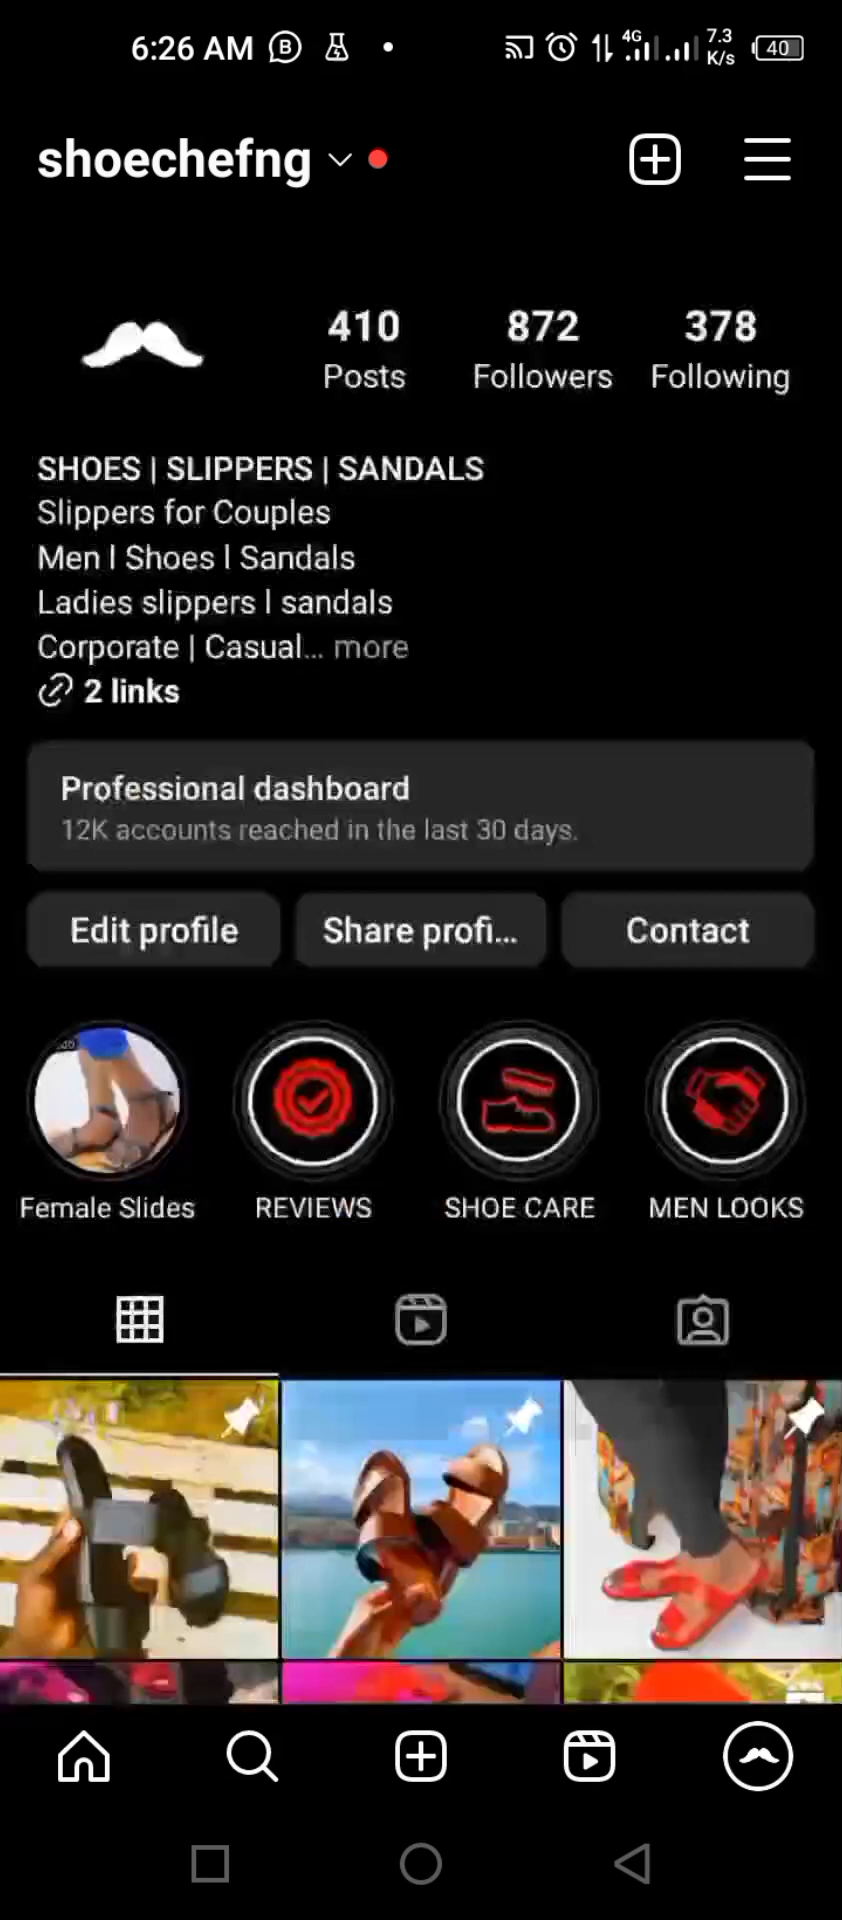 6:26 AM
4G
7.3
K/s
40
shoechefng
410
872
378
Posts
Followers
Following
SHOES | SLIPPERS | SANDALS
Slippers for Couples
Men l Shoes l Sandals
Ladies slippers l sandals
Corporate | Casual... more
2 links
Professional dashboard
12K accounts reached in the last 30 days.
Edit profile
Share profi...
Contact
Female Slides
REVIEWS
SHOE CARE
MEN LOOKS